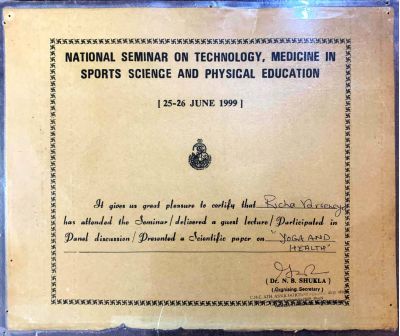 NATIONAL SEMINAR ON TECHNOLOGY, MEDICINE IN
SPORTS SCIENCE AND PHYSICAL EDUCATION
[ 25-26 JUNE 1999 ]
It gives us great pleasure to certify that Richa Varsney
has attended the Seminar / delivered a guest lecture / Participated in
Panel discussion / Presented a Scientific paper on "YOGA AND
HEALTH"
(Dr. N. B. SHUKLA)
(Organising, Secretary)